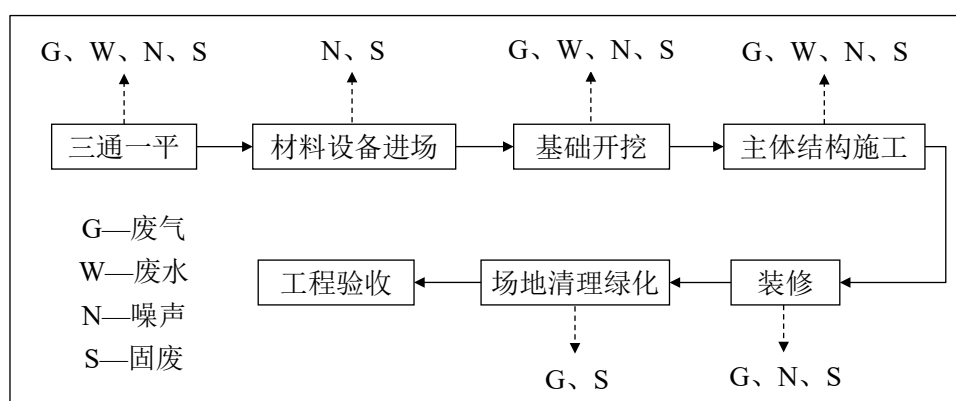 G、W、N、S
N、S
G、W、N、S
G、W、N、S
三通一平
材料设备进场
基础开挖
主体结构施工
G—废气
W—废水
N—噪声
S—固废
工程验收
场地清理绿化
装修
G、S
G、N、S